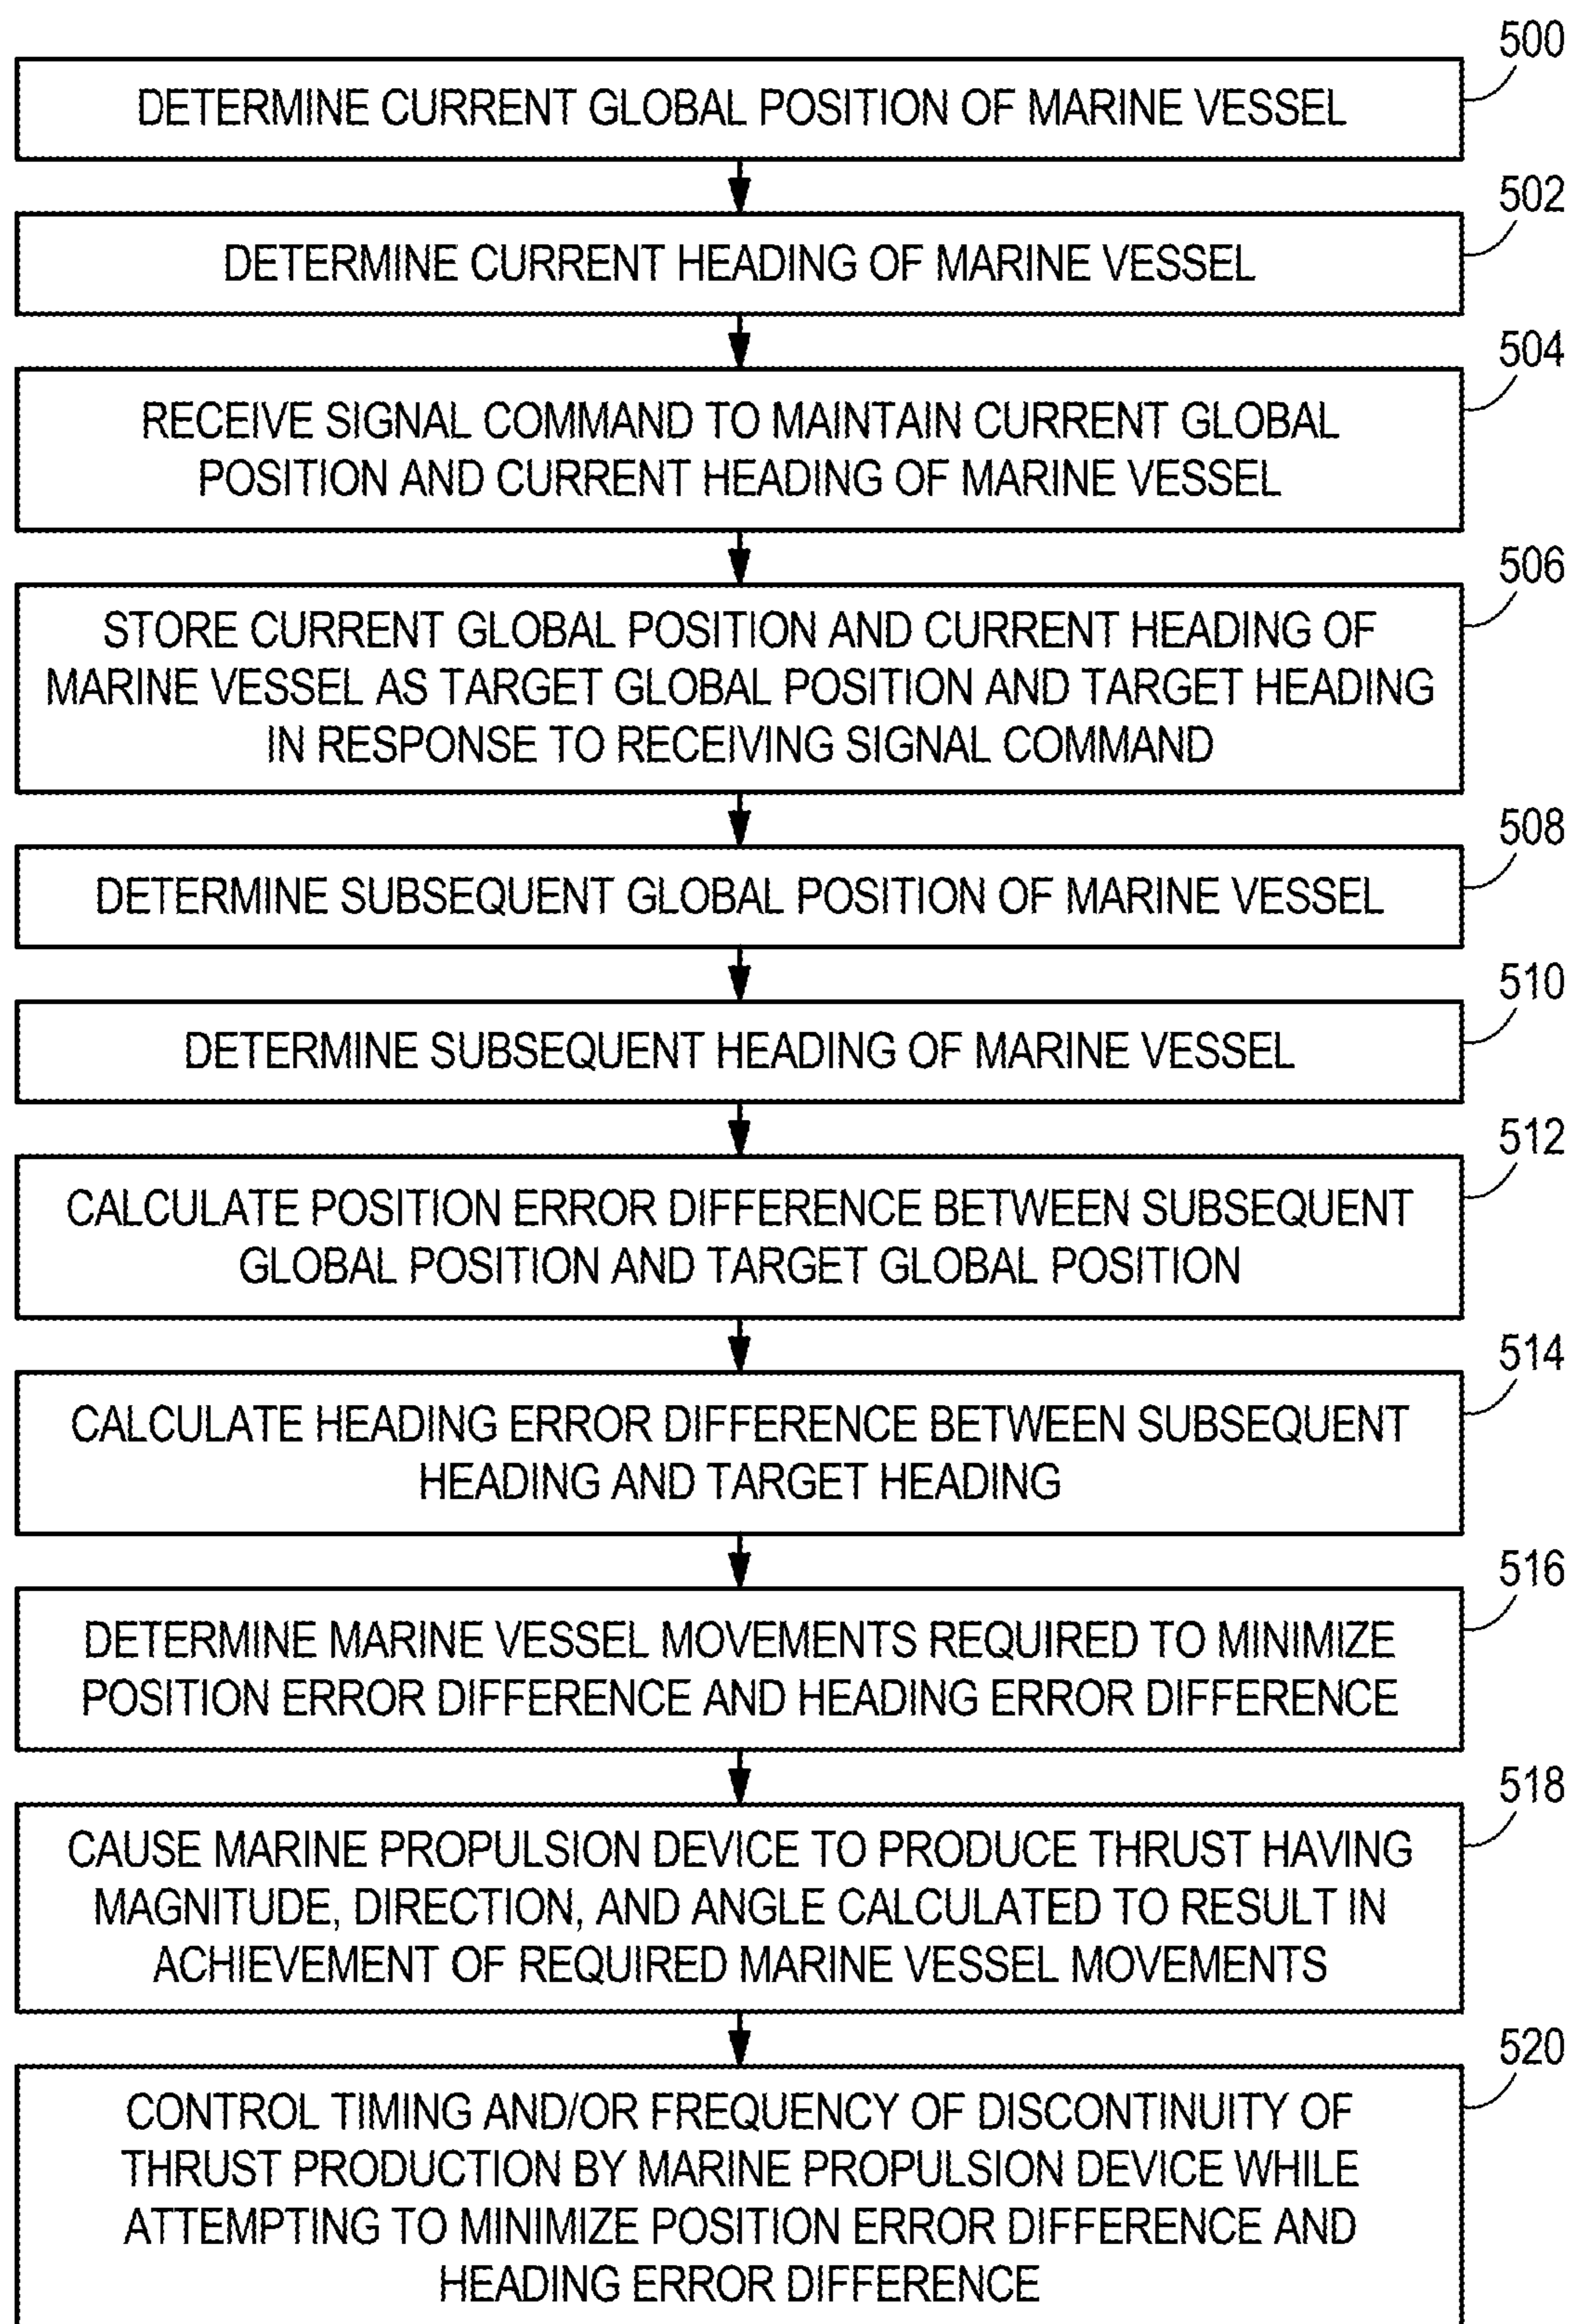 500
DETERMINE CURRENT GLOBAL POSITION OF MARINE VESSEL
502
DETERMINE CURRENT HEADING OF MARINE VESSEL
504
RECEIVE SIGNAL COMMAND TO MAINTAIN CURRENT GLOBAL
POSITION AND CURRENT HEADING OF MARINE VESSEL
506
STORE CURRENT GLOBAL POSITION AND CURRENT HEADING OF
MARINE VESSEL AS TARGET GLOBAL POSITION AND TARGET HEADING
IN RESPONSE TO RECEIVING SIGNAL COMMAND
508
DETERMINE SUBSEQUENT GLOBAL POSITION OF MARINE VESSEL
510
DETERMINE SUBSEQUENT HEADING OF MARINE VESSEL
512
CALCULATE POSITION ERROR DIFFERENCE BETWEEN SUBSEQUENT
GLOBAL POSITION AND TARGET GLOBAL POSITION
514
CALCULATE HEADING ERROR DIFFERENCE BETWEEN SUBSEQUENT
HEADING AND TARGET HEADING
516
DETERMINE MARINE VESSEL MOVEMENTS REQUIRED TO MINIMIZE
POSITION ERROR DIFFERENCE AND HEADING ERROR DIFFERENCE
518
CAUSE MARINE PROPULSION DEVICE TO PRODUCE THRUST HAVING
MAGNITUDE, DIRECTION, AND ANGLE CALCULATED TO RESULT IN
ACHIEVEMENT OF REQUIRED MARINE VESSEL MOVEMENTS
520
CONTROL TIMING AND/OR FREQUENCY OF DISCONTINUITY OF
THRUST PRODUCTION BY MARINE PROPULSION DEVICE WHILE
ATTEMPTING TO MINIMIZE POSITION ERROR DIFFERENCE AND
HEADING ERROR DIFFERENCE